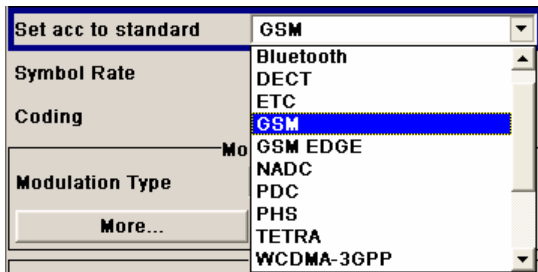 Set acc to standard GSM
Bluetooth
Symbol Rate DECT
ETC
Coding GSM
Mo GSM EDGE
NADC
Modulation Type PDC
PHS
More... TETRA
WCDMA-3GPP